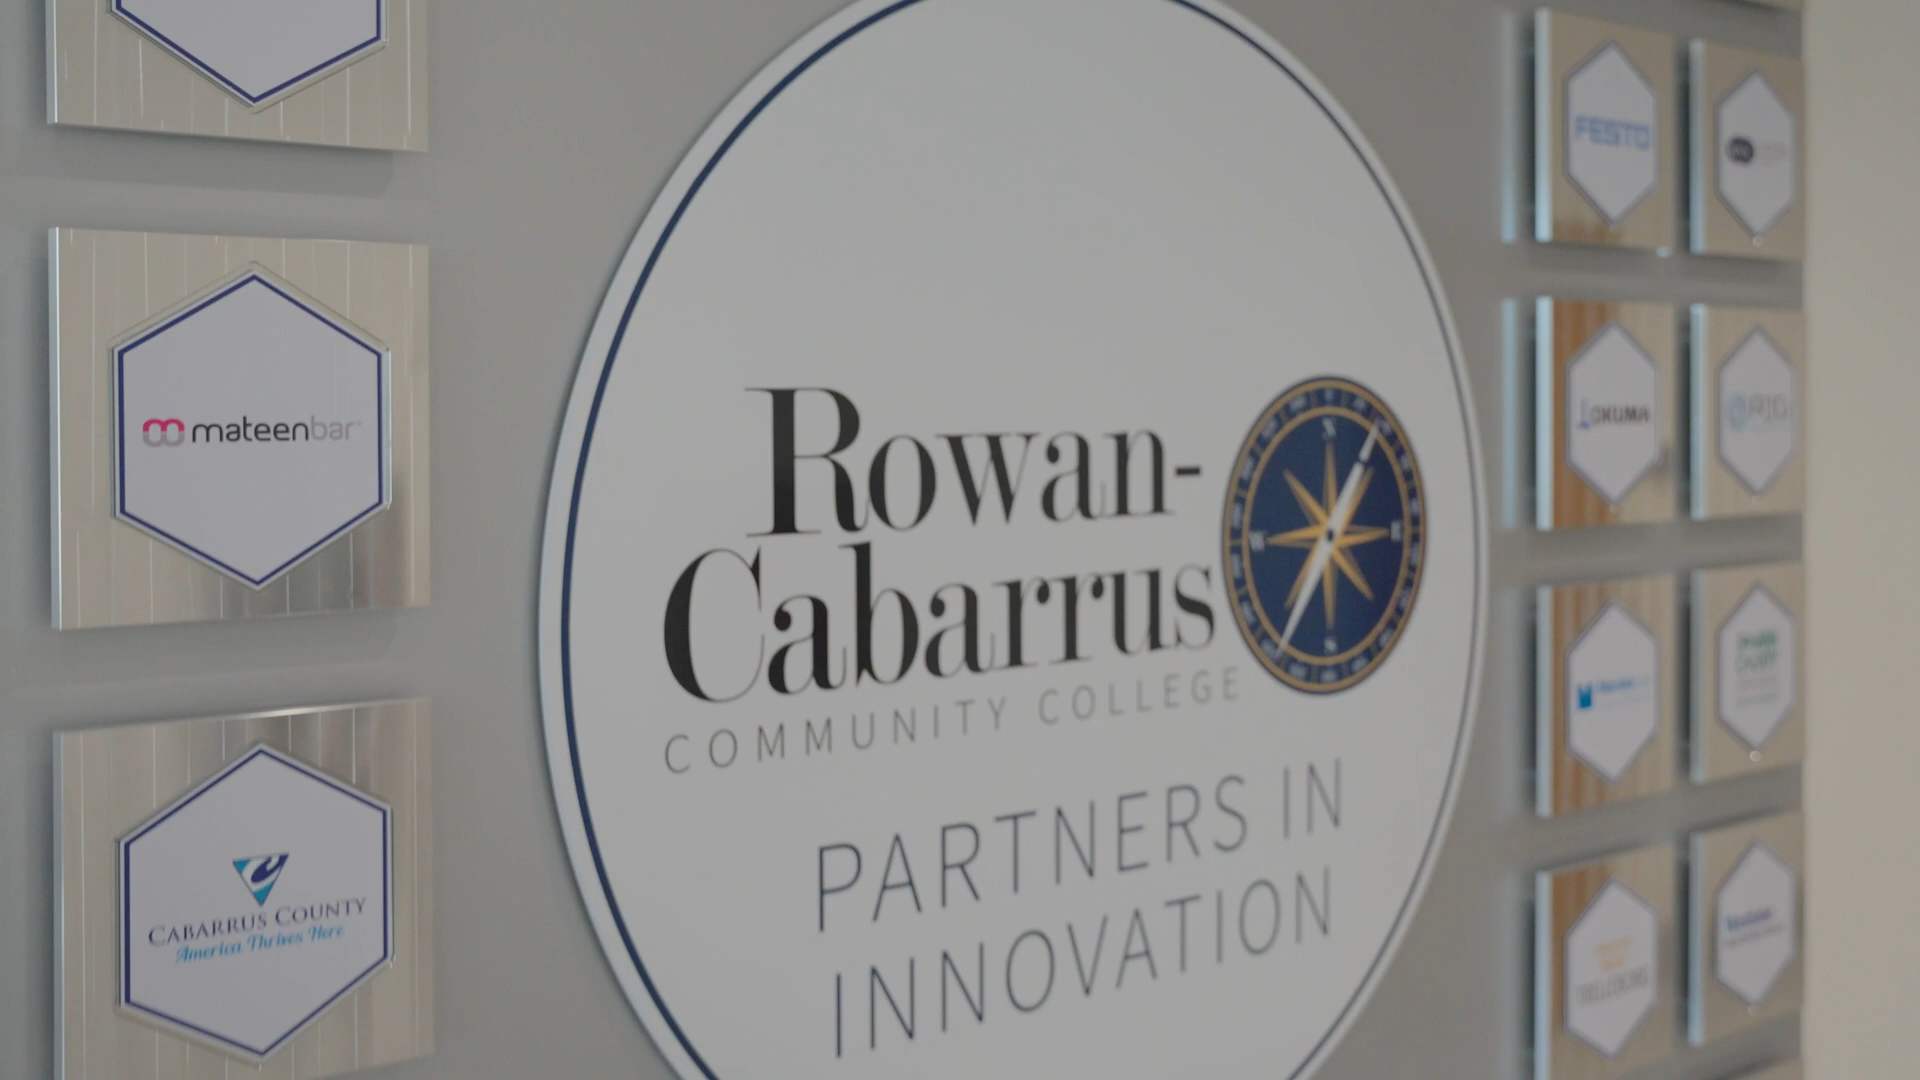 mateenbar
CABARRUS COUNTY
America Thrives Here
Rowan-
Cabarrus
COMMUNITY COLLEGE
PARTNERS IN
INNOVATION
N
W
E
S
FESTO
OKUMA